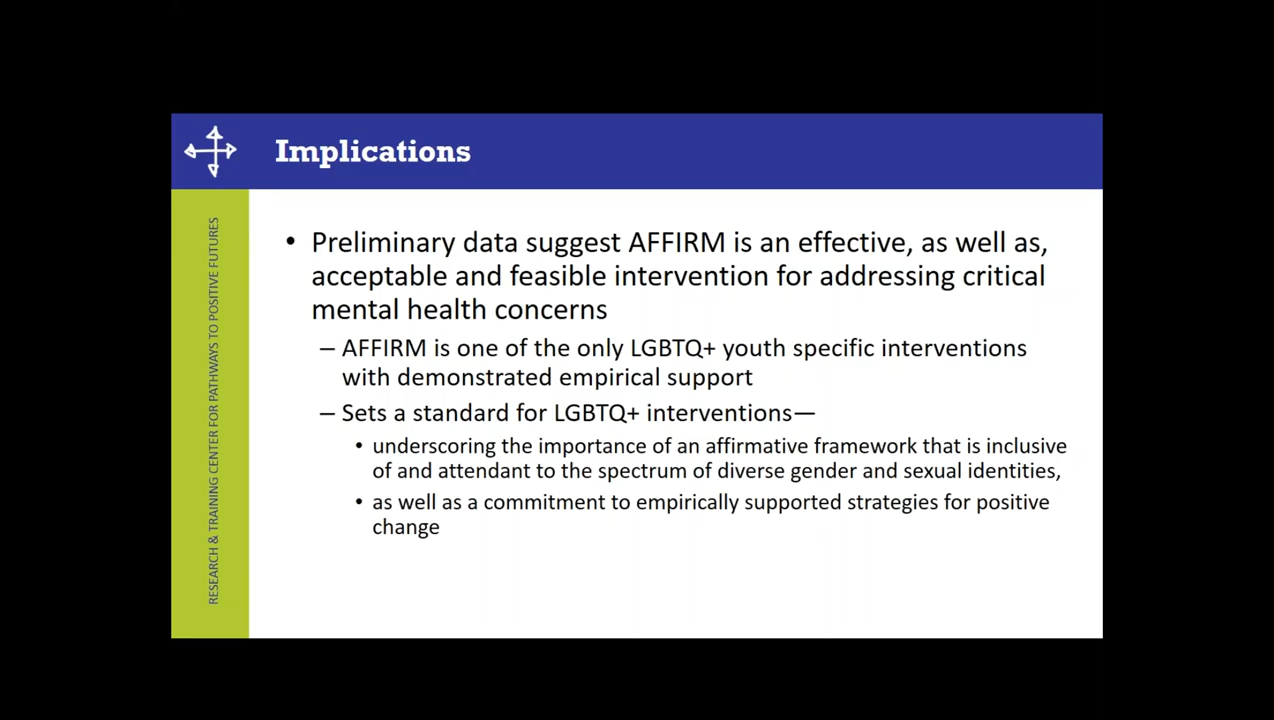 Implications
RESEARCH & TRAINING CENTER FOR PATHWAYS TO POSITIVE FUTURES
• Preliminary data suggest AFFIRM is an effective, as well as,
acceptable and feasible intervention for addressing critical
mental health concerns
– AFFIRM is one of the only LGBTQ+ youth specific interventions
with demonstrated empirical support
– Sets a standard for LGBTQ+ interventions—
• underscoring the importance of an affirmative framework that is inclusive
of and attendant to the spectrum of diverse gender and sexual identities,
• as well as a commitment to empirically supported strategies for positive
change